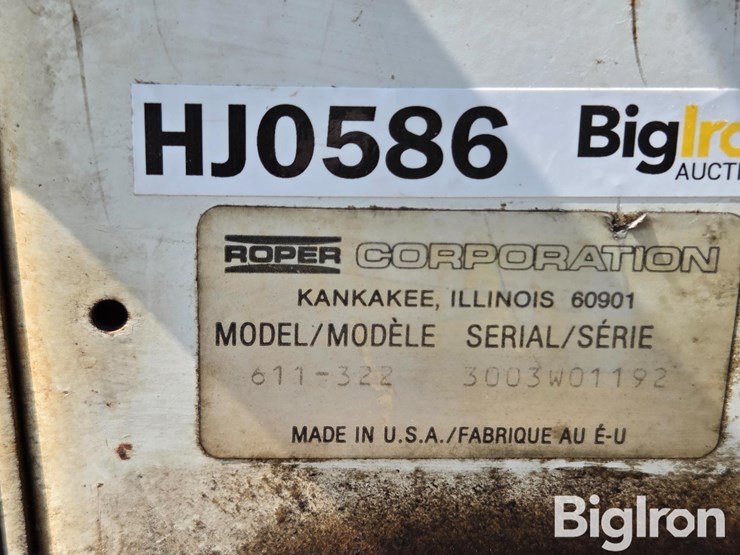 HJ0586 BigIro
AUCTI
ROPER CORPORATION
KANKAKEE, ILLINOIS 60901
MODEL/MODÈLE SERIAL/SÉRIE
611-322 3003W01192
MADE IN U.S.A./FABRIQUE AU É-U
BigIron